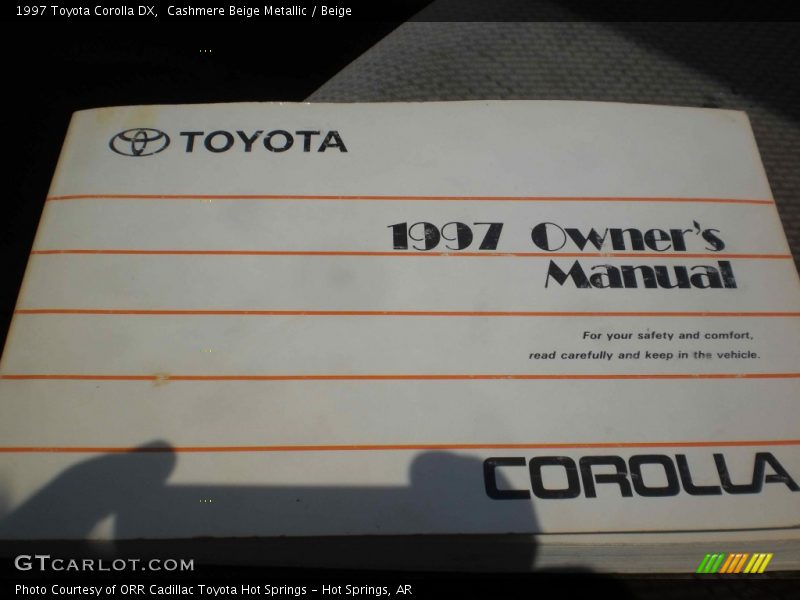 1997 Toyota Corolla DX,  Cashmere Beige Metallic / Beige
TOYOTA
1997 Owner's
Manual
For your safety and comfort,
read carefully and keep in the vehicle.
COROLLA
GTCARLOT.COM
Photo Courtesy of ORR Cadillac Toyota Hot Springs – Hot Springs, AR